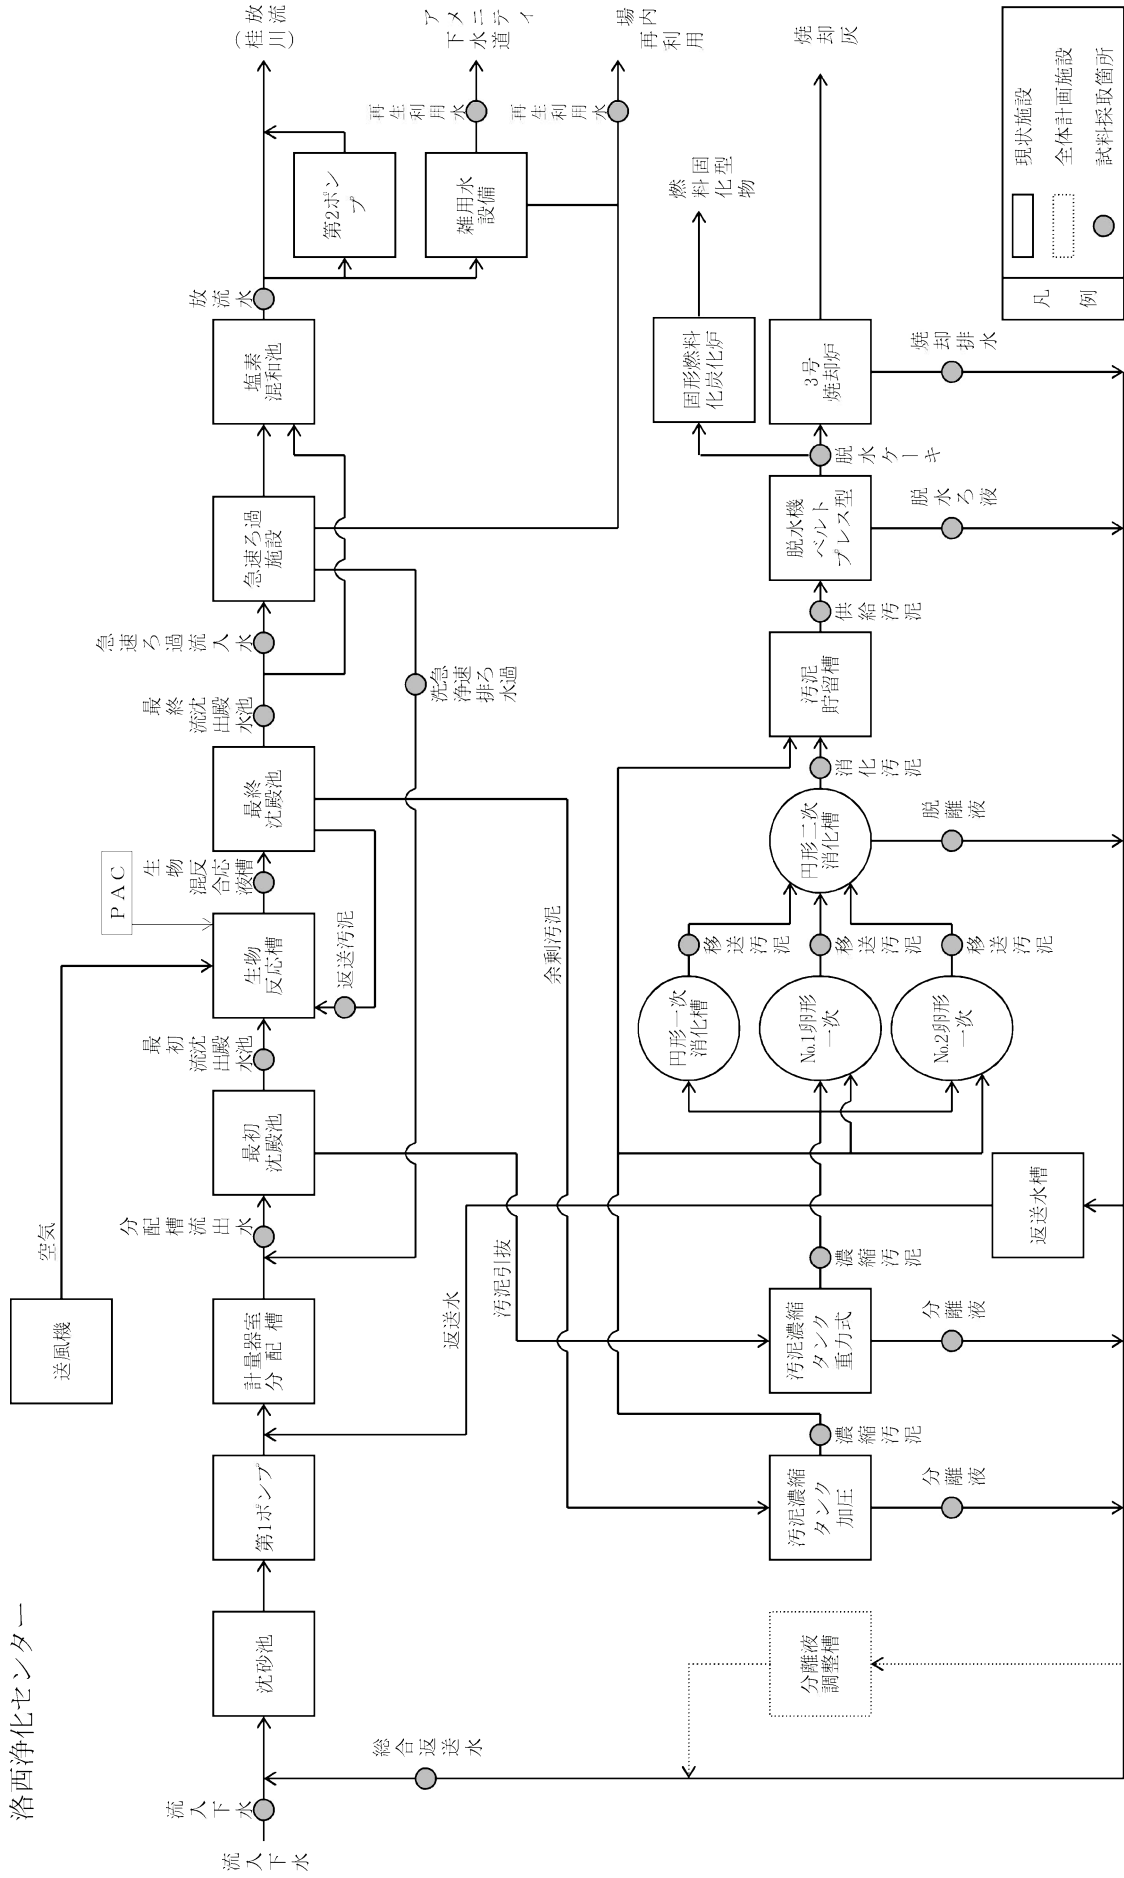 洛西浄化センター
送風機
空気
PAC
流入下水
流入下水
沈砂池
第1ポンプ
計量器室
分配槽
分配槽流出水
最初
沈殿池
最初沈殿池
流出水
生物
反応槽
生物反応槽
混合液
最終
沈殿池
最終沈殿池
流出水
急速ろ過流入水
急速ろ過
施設
塩素
混和池
放流水
放流
(桂川)
第2ポン
プ
雑用水
設備
再生利用水
アメニティ
下水道
再生利用水
場内
再利用
返送汚泥
急速ろ過
洗浄排水
総合返送水
返送水
汚泥引抜
余剰汚泥
分離液
調整槽
汚泥濃縮
タンク
加圧
濃縮汚泥
分離液
汚泥濃縮
タンク
重力式
濃縮汚泥
分離液
返送水槽
円形一次
消化槽
No.1卵形
一次
No.2卵形
一次
移送汚泥
移送汚泥
移送汚泥
円形二次
消化槽
消化汚泥
脱離液
汚泥
貯留槽
供給汚泥
脱水機
ベルト
プレス型
脱水ケーキ
脱水ろ液
固形燃料
化炭化炉
燃料化物
固型
3号
焼却炉
焼却排水
焼却灰
凡例
現状施設
全体計画施設
試料採取箇所